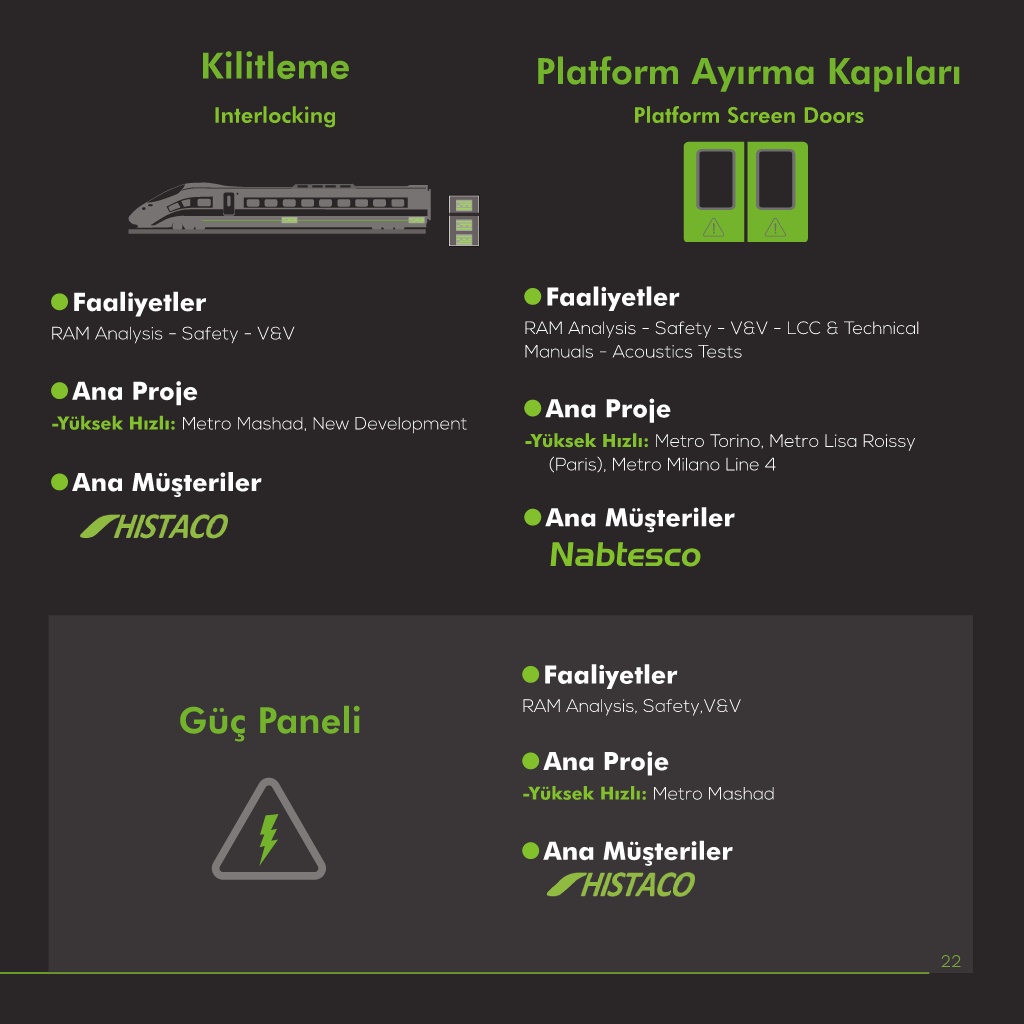 Kilitleme
Interlocking
Faaliyetler
RAM Analysis - Safety - V&V
Ana Proje
-Yüksek Hızlı: Metro Mashad, New Development
Ana Müşteriler
HISTACO
Platform Ayırma Kapıları
Platform Screen Doors
Faaliyetler
RAM Analysis - Safety - V&V - LCC & Technical
Manuals - Acoustics Tests
Ana Proje
-Yüksek Hızlı: Metro Torino, Metro Lisa Roissy
(Paris), Metro Milano Line 4
Ana Müşteriler
Nabtesco
Güç Paneli
Faaliyetler
RAM Analysis, Safety,V&V
Ana Proje
-Yüksek Hızlı: Metro Mashad
Ana Müşteriler
HISTACO
22